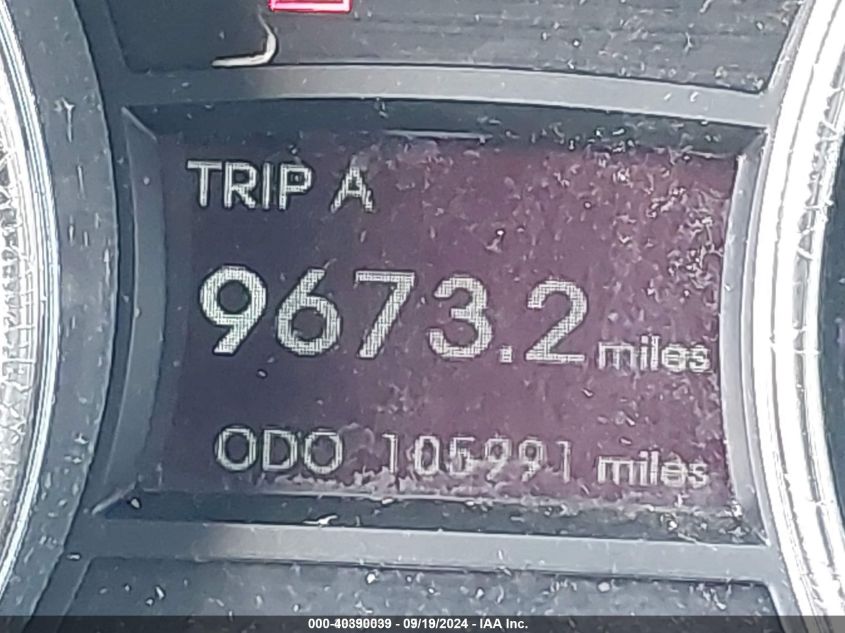 TRIP A
9673.2 miles
ODO 105991 miles
000-40390039 - 09/19/2024 - IAA Inc.